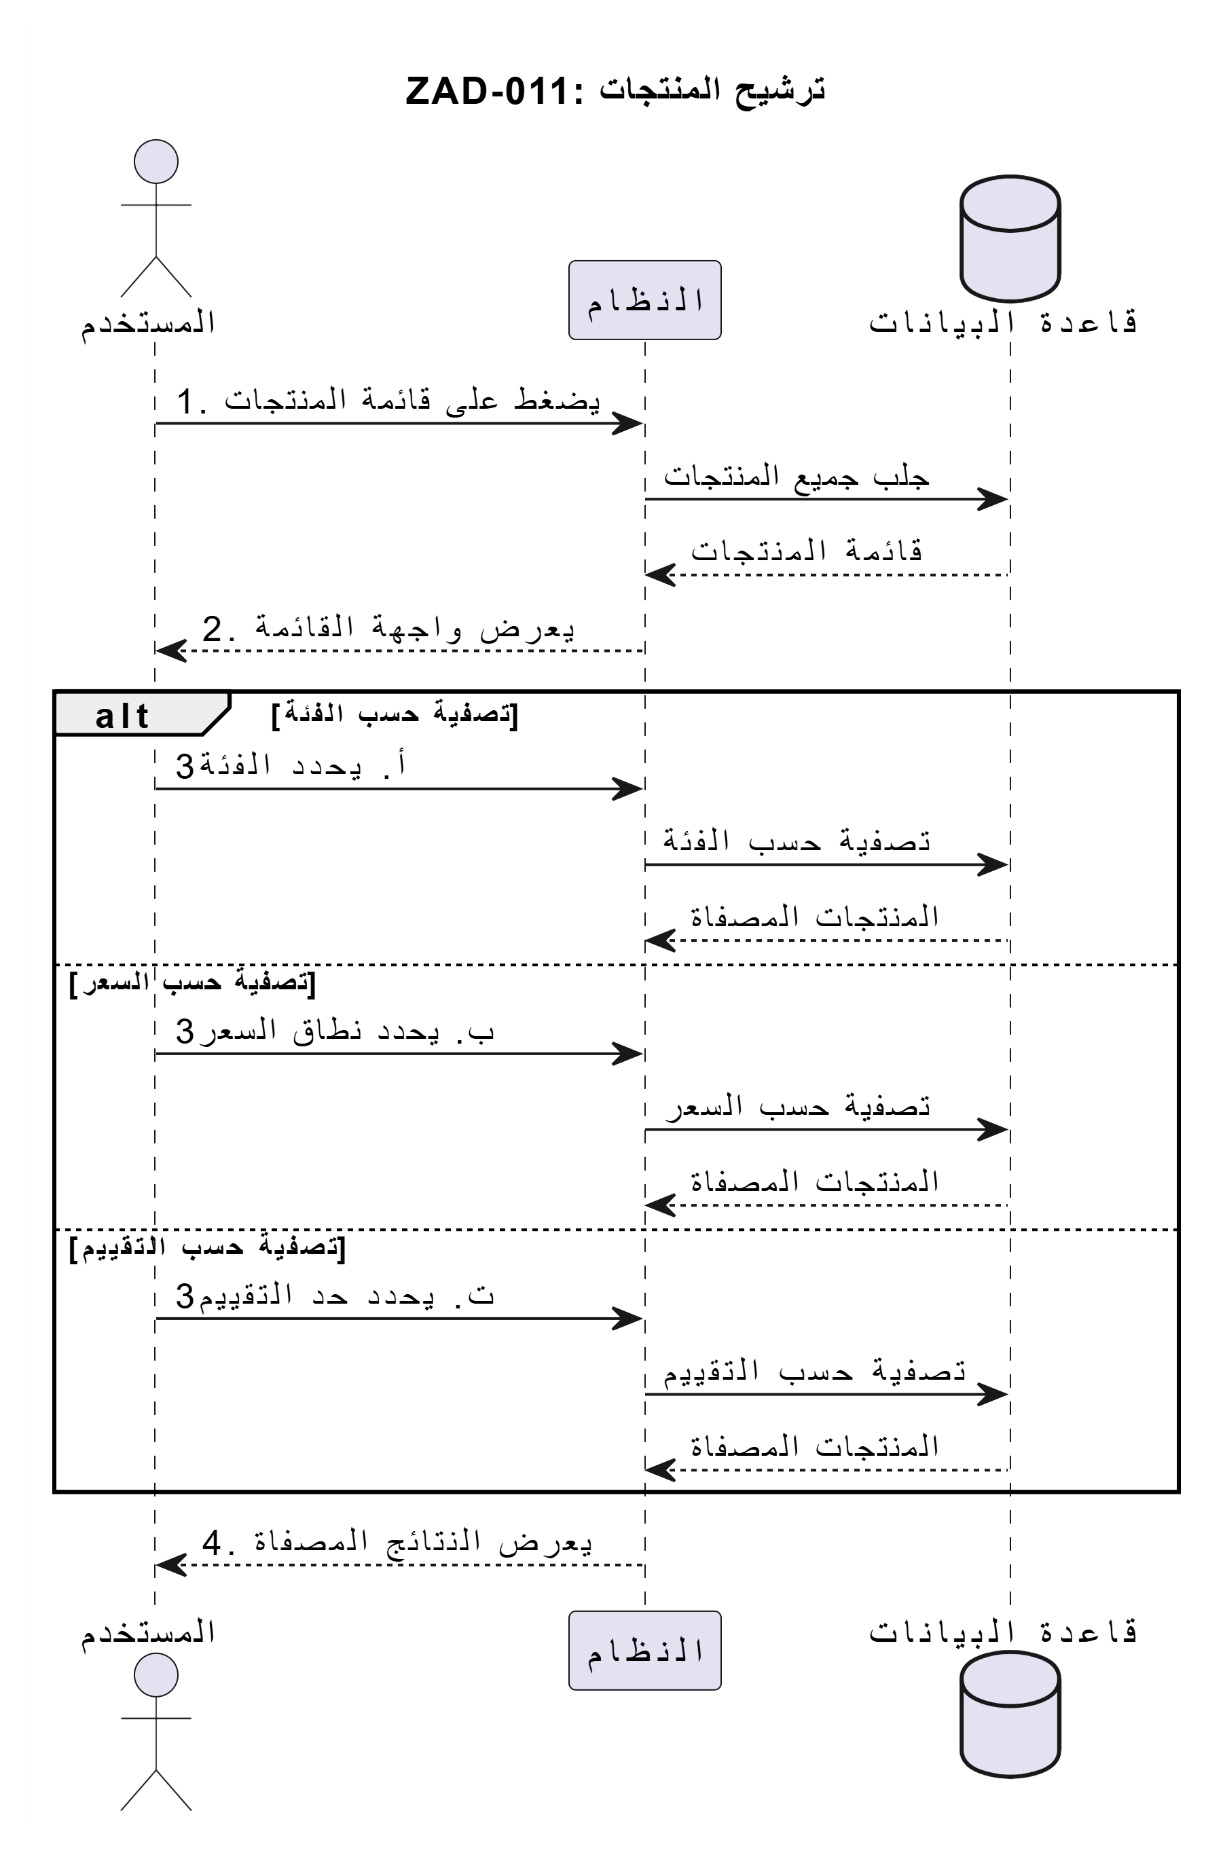 ZAD-011: ترشيح المنتجات
المستخدم
النظام
قاعدة البيانات
1. يضغط على قائمة المنتجات
جلب جميع المنتجات
قائمة المنتجات
2. يعرض واجهة القائمة
alt
[تصفية حسب الفئة]
3أ. يحدد الفئة
تصفية حسب الفئة
المنتجات المصفاة
[تصفية حسب السعر]
3ب. يحدد نطاق السعر
تصفية حسب السعر
المنتجات المصفاة
[تصفية حسب التقييم]
3ت. يحدد حد التقييم
تصفية حسب التقييم
المنتجات المصفاة
4. يعرض النتائج المصفاة
المستخدم
النظام
قاعدة البيانات